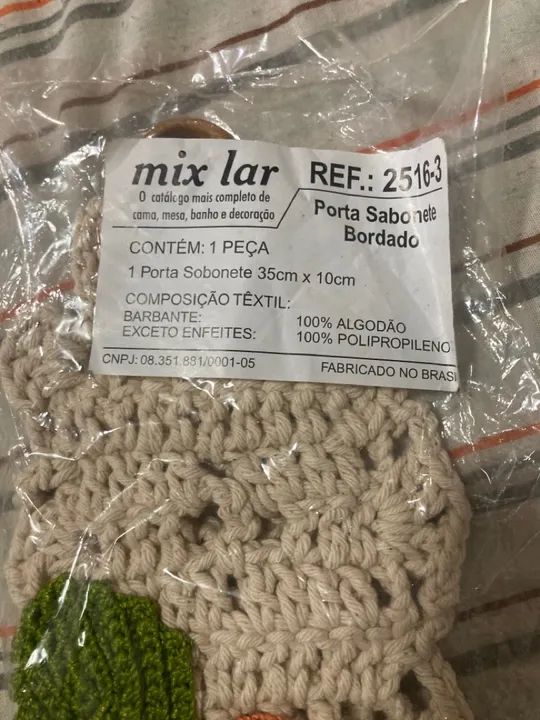 mix lar
O catálogo mais completo de
cama, mesa, banho e decoração
REF.: 2516-3
Porta Sabonete
Bordado
CONTÉM: 1 PEÇA
1 Porta Sobonete 35cm x 10cm
COMPOSIÇÃO TÊXTIL:
BARBANTE: 100% ALGODÃO
EXCETO ENFEITES: 100% POLIPROPILENO
CNPJ: 08.351.881/0001-05 FABRICADO NO BRASI